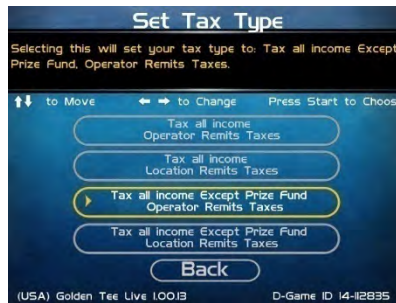 Set Tax Type
Selecting this will set your tax type to: Tax all income Except
Prize Fund, Operator Remits Taxes.
to Move
to Change
Press Start to Choos
Tax all income
Operator Remits Taxes
Tax all income
Location Remits Taxes
Tax all income Except Prize Fund
Operator Remits Taxes
Tax all income Except Prize Fund
Location Remits Taxes
Back
(USA) Golden Tee Live 1.00.13
D-Game ID 14-112835